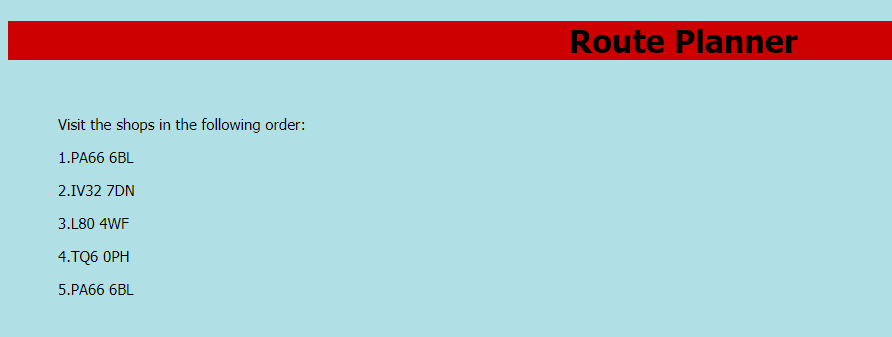 Route Planner
Visit the shops in the following order:
1.PA66 6BL
2.IV32 7DN
3.L80 4WF
4.TQ6 0PH
5.PA66 6BL